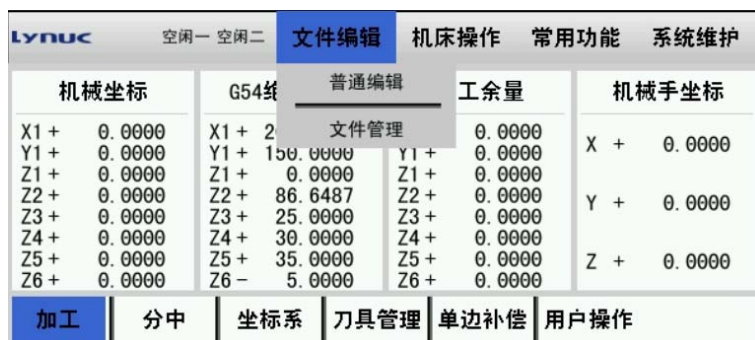 LYNUC 空闲一 空闲二 文件编辑 机床操作 常用功能 系统维护
普通编辑
文件管理
机械坐标 G54绝 工余量 机械手坐标
X1 + 0.0000 X1 + 2 0.0000
Y1 + 0.0000 Y1 + 150.0000 Y1 + 0.0000
Z1 + 0.0000 Z1 + 0.0000 Z1 + 0.0000
Z2 + 0.0000 Z2 + 86.6487 Z2 + 0.0000
Z3 + 0.0000 Z3 + 25.0000 Z3 + 0.0000
Z4 + 0.0000 Z4 + 30.0000 Z4 + 0.0000
Z5 + 0.0000 Z5 + 35.0000 Z5 + 0.0000
Z6 + 0.0000 Z6 - 5.0000 Z6 + 0.0000
X + 0.0000
Y + 0.0000
Z + 0.0000
加工 分中 坐标系 刀具管理 单边补偿 用户操作